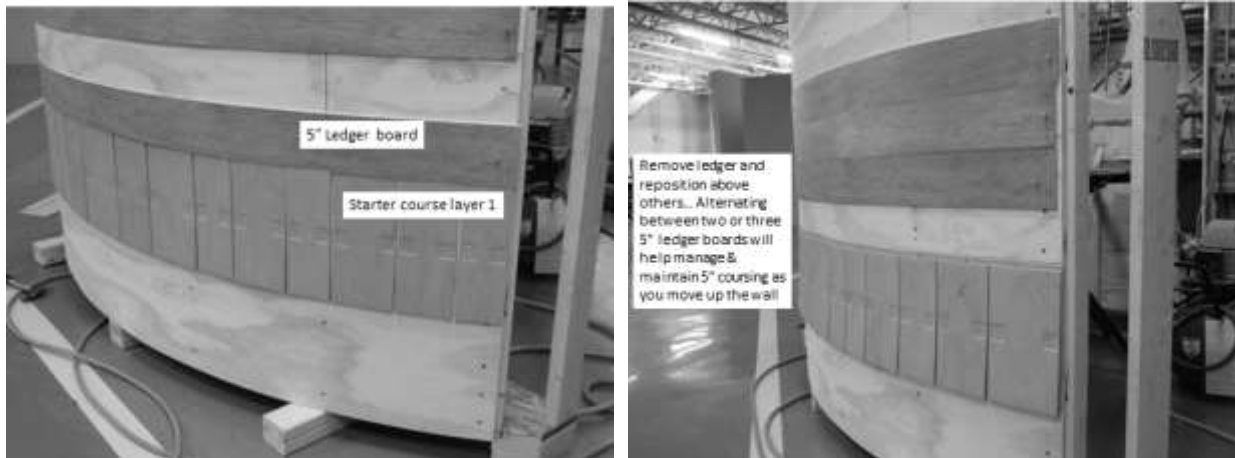 5" Ledger board
Starter course layer 1
Remove ledger and
reposition above
others... Alternating
between two or three
5" ledger boards will
help manage &
maintain 5" coursing as
you move up the wall